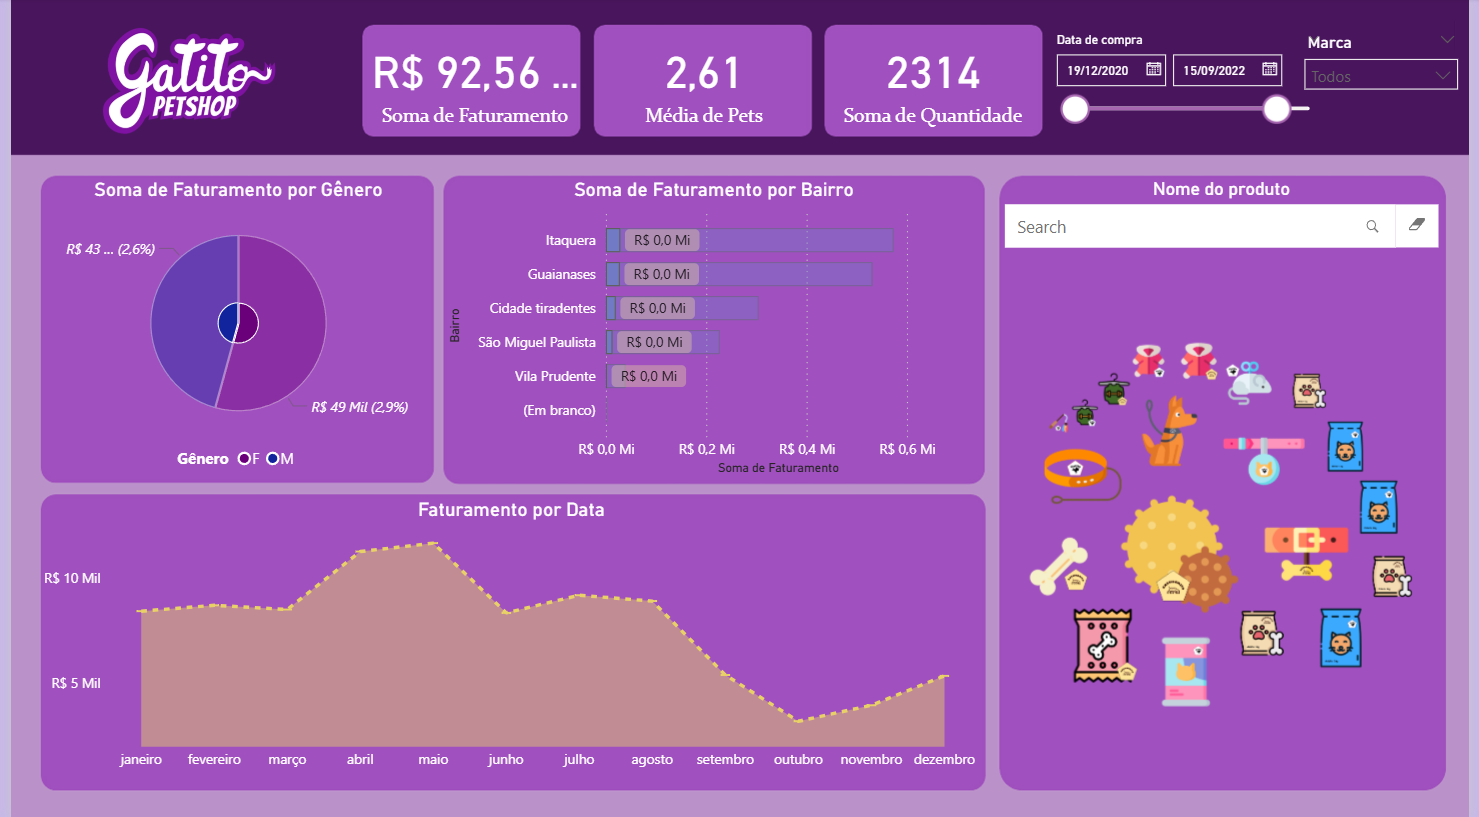 Gatito
PETSHOP
R$ 92,56 ...
Soma de Faturamento
2,61
Média de Pets
2314
Soma de Quantidade
Data de compra
19/12/2020
15/09/2022
Marca
Todos
Soma de Faturamento por Gênero
R$ 43 ... (2,6%)
R$ 49 Mil (2,9%)
Gênero F M
Soma de Faturamento por Bairro
Bairro
Itaquera R$ 0,0 Mi
Guaianases R$ 0,0 Mi
Cidade tiradentes R$ 0,0 Mi
São Miguel Paulista R$ 0,0 Mi
Vila Prudente R$ 0,0 Mi
(Em branco)
R$ 0,0 Mi R$ 0,2 Mi R$ 0,4 Mi R$ 0,6 Mi
Soma de Faturamento
Nome do produto
Search
Faturamento por Data
R$ 10 Mil
R$ 5 Mil
janeiro fevereiro março abril maio junho julho agosto setembro outubro novembro dezembro